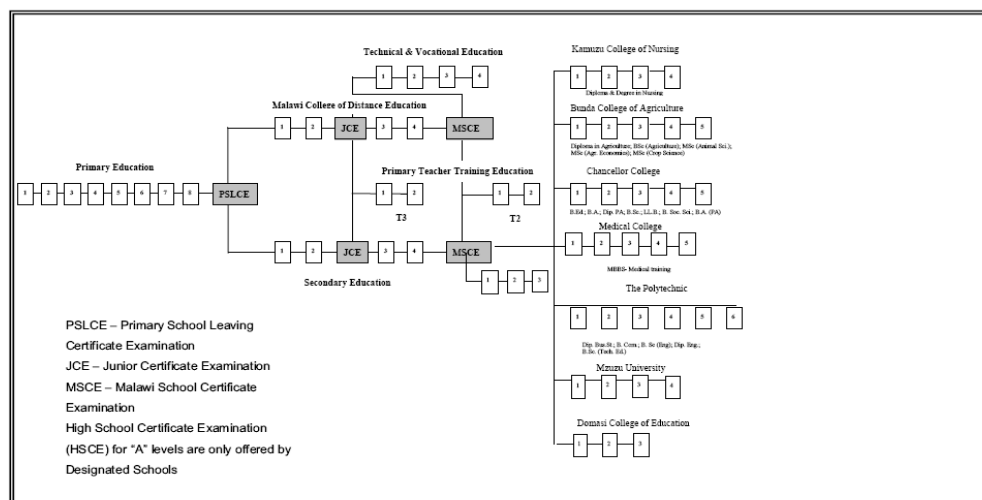 Technical & Vocational Education
1 2 3 4
Malawi College of Distance Education
1 2 JCE 3 4 MSCE
Primary Education
1 2 3 4 5 6 7 8 PSLCE
Primary Teacher Training Education
1 2 1 2
T3 T2
1 2 JCE 3 4 MSCE
Secondary Education
1 2 3
Kamuzu College of Nursing
1 2 3 4
Diploma & Degree in Nursing
Bunda College of Agriculture
1 2 3 4 5
Diploma in Agriculture; BSc (Agriculture); MSc (Animal Sci.);
MSc (Agr. Economics); MSc (Crop Science)
Chancellor College
1 2 3 4 5
B.Ed.; B.A.; Dip. PA; B.Sc.; LL.B.; B. Soc. Sci.; B.A. (PA)
Medical College
1 2 3 4 5
MBBS- Medical training
The Polytechnic
1 2 3 4 5 6
Dip. Bus.St.; B. Com.; B. Sc (Eng); Dip. Eng.;
B.Sc. (Tech. Ed.)
Mzuzu University
1 2 3 4
Domasi College of Education
1 2 3
PSLCE – Primary School Leaving
Certificate Examination
JCE – Junior Certificate Examination
MSCE – Malawi School Certificate
Examination
High School Certificate Examination
(HSCE) for "A" levels are only offered by
Designated Schools